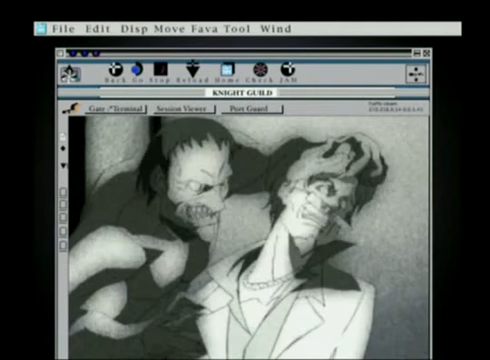 File Edit Disp Move Fava Tool Wind
Back Go Stop Reload Home Check JAM
KNIGHT GUILD
Gate :*Terminal Session Viewer Port Guard